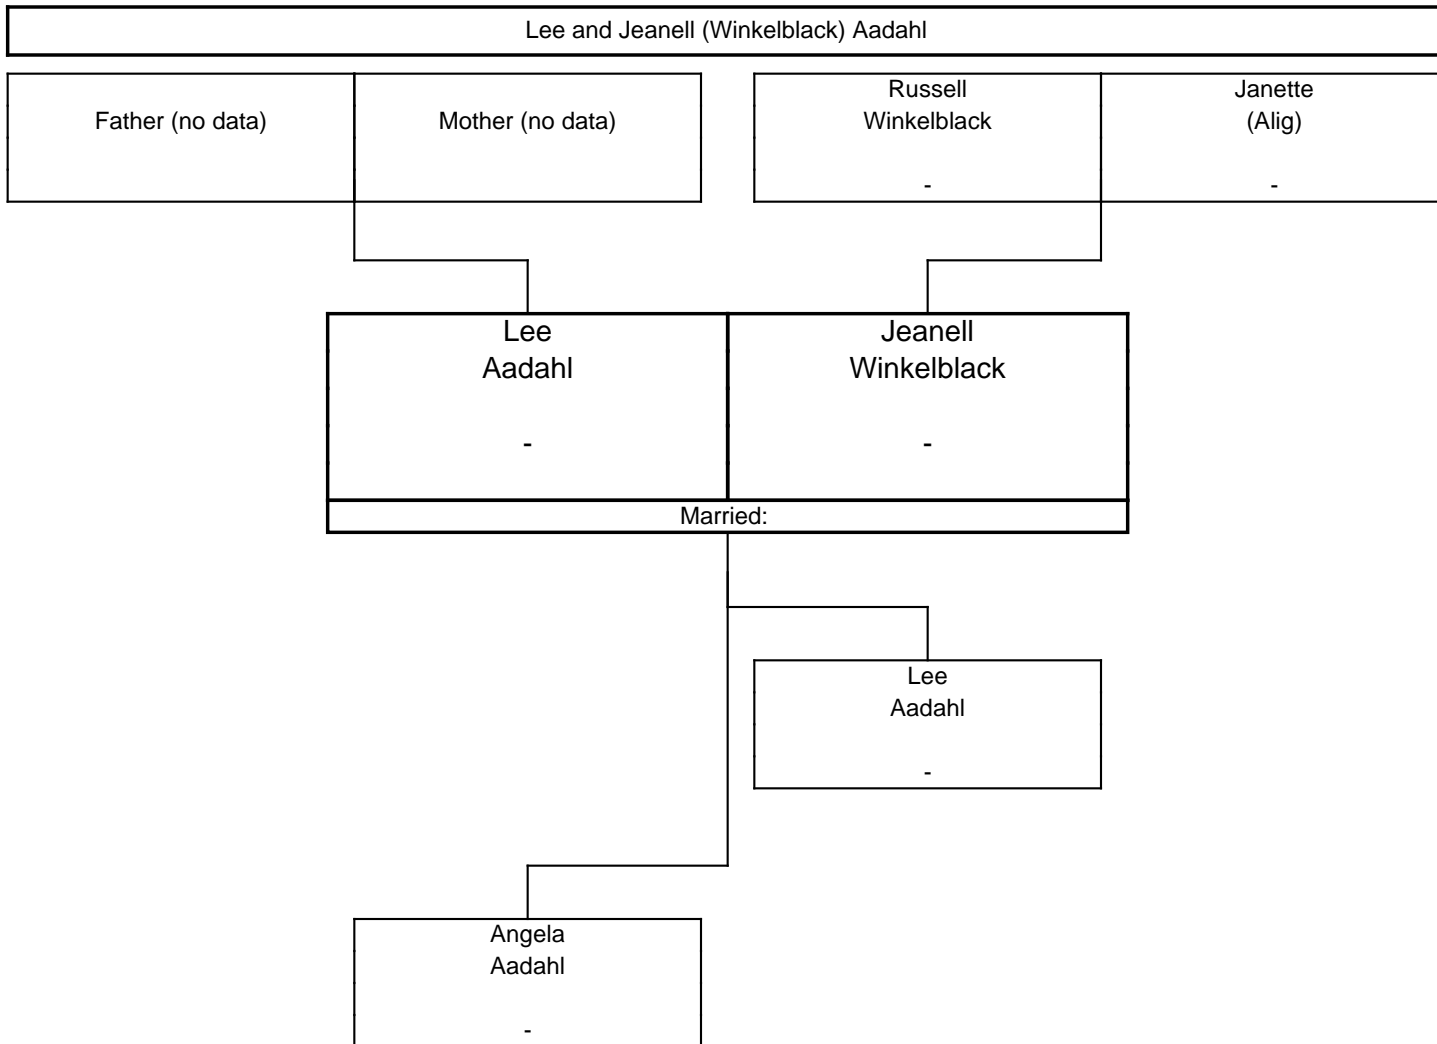 Lee and Jeanell (Winkelblack) Aadahl
Father (no data)
Mother (no data)
Russell
Winkelblack
-
Janette
(Alig)
-
Lee
Aadahl
-
Jeanell
Winkelblack
-
Married:
Lee
Aadahl
-
Angela
Aadahl
-